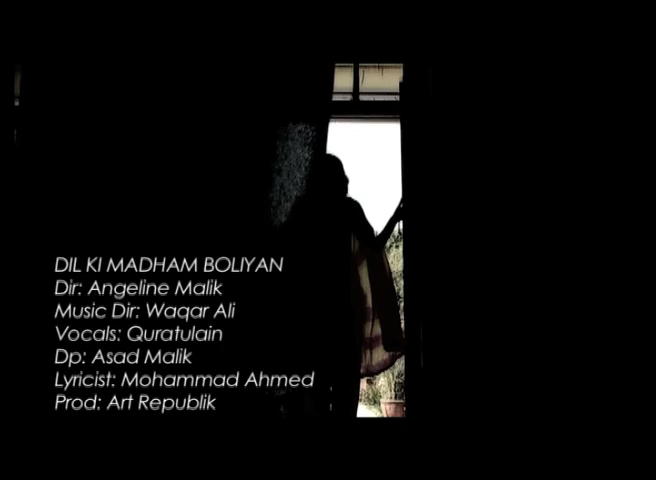 DIL KI MADHAM BOLIYAN
Dir: Angeline Malik
Music Dir: Waqar Ali
Vocals: Quratulain
Dp: Asad Malik
Lyricist: Mohammad Ahmed
Prod: Art Republik